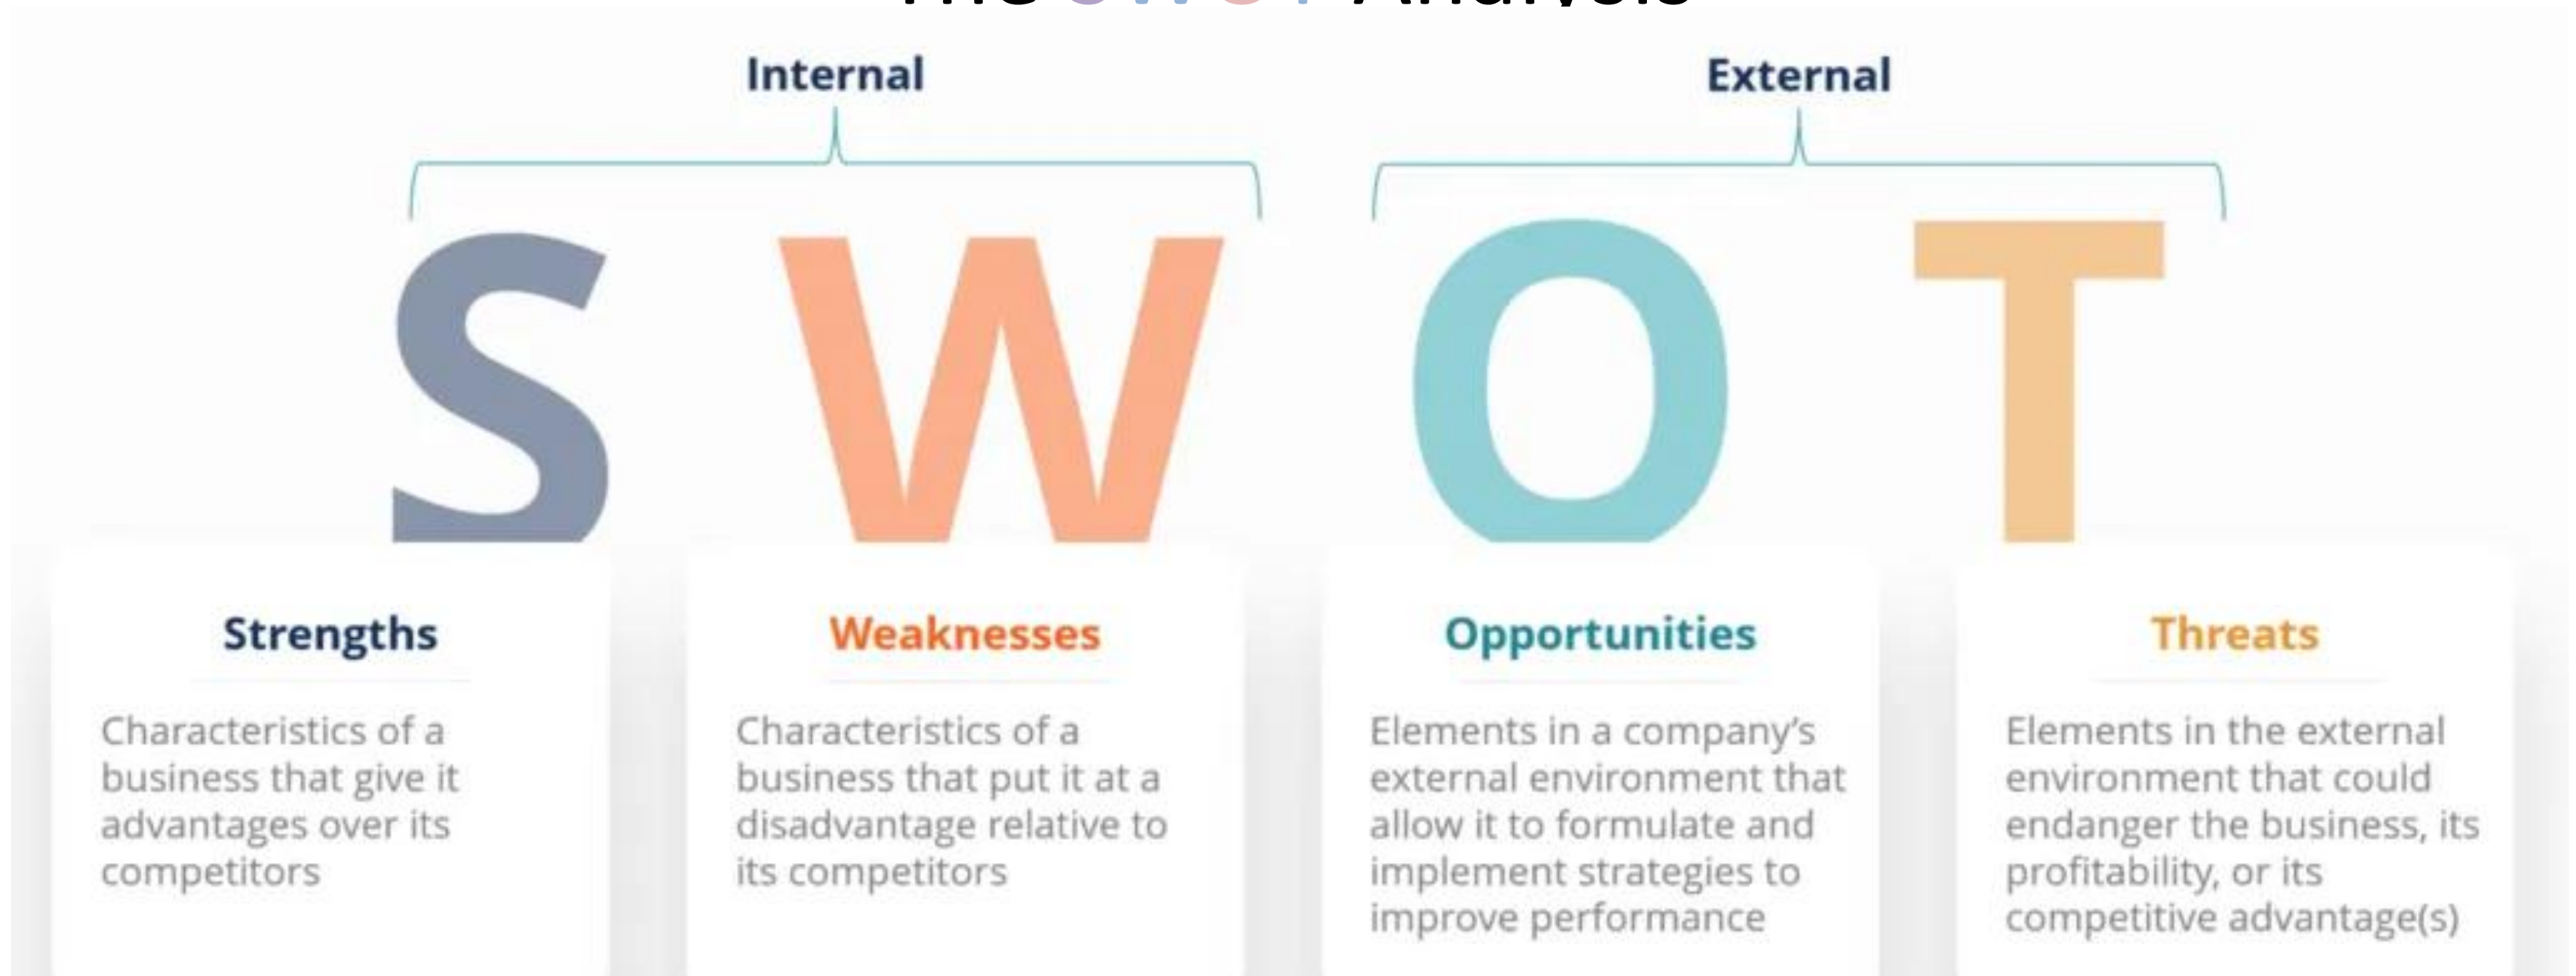 The SWOT Analysis
Internal
External
S W O T
Strengths
Characteristics of a
business that give it
advantages over its
competitors
Weaknesses
Characteristics of a
business that put it at a
disadvantage relative to
its competitors
Opportunities
Elements in a company’s
external environment that
allow it to formulate and
implement strategies to
improve performance
Threats
Elements in the external
environment that could
endanger the business, its
profitability, or its
competitive advantage(s)